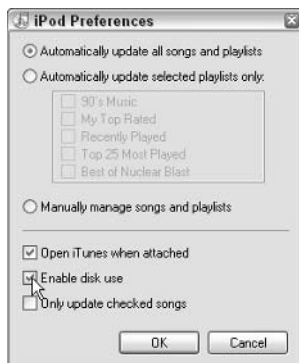 iPod Preferences
Automatically update all songs and playlists
Automatically update selected playlists only:
90's Music
My Top Rated
Recently Played
Top 25 Most Played
Best of Nuclear Blast
Manually manage songs and playlists
Open iTunes when attached
Enable disk use
Only update checked songs
OK Cancel